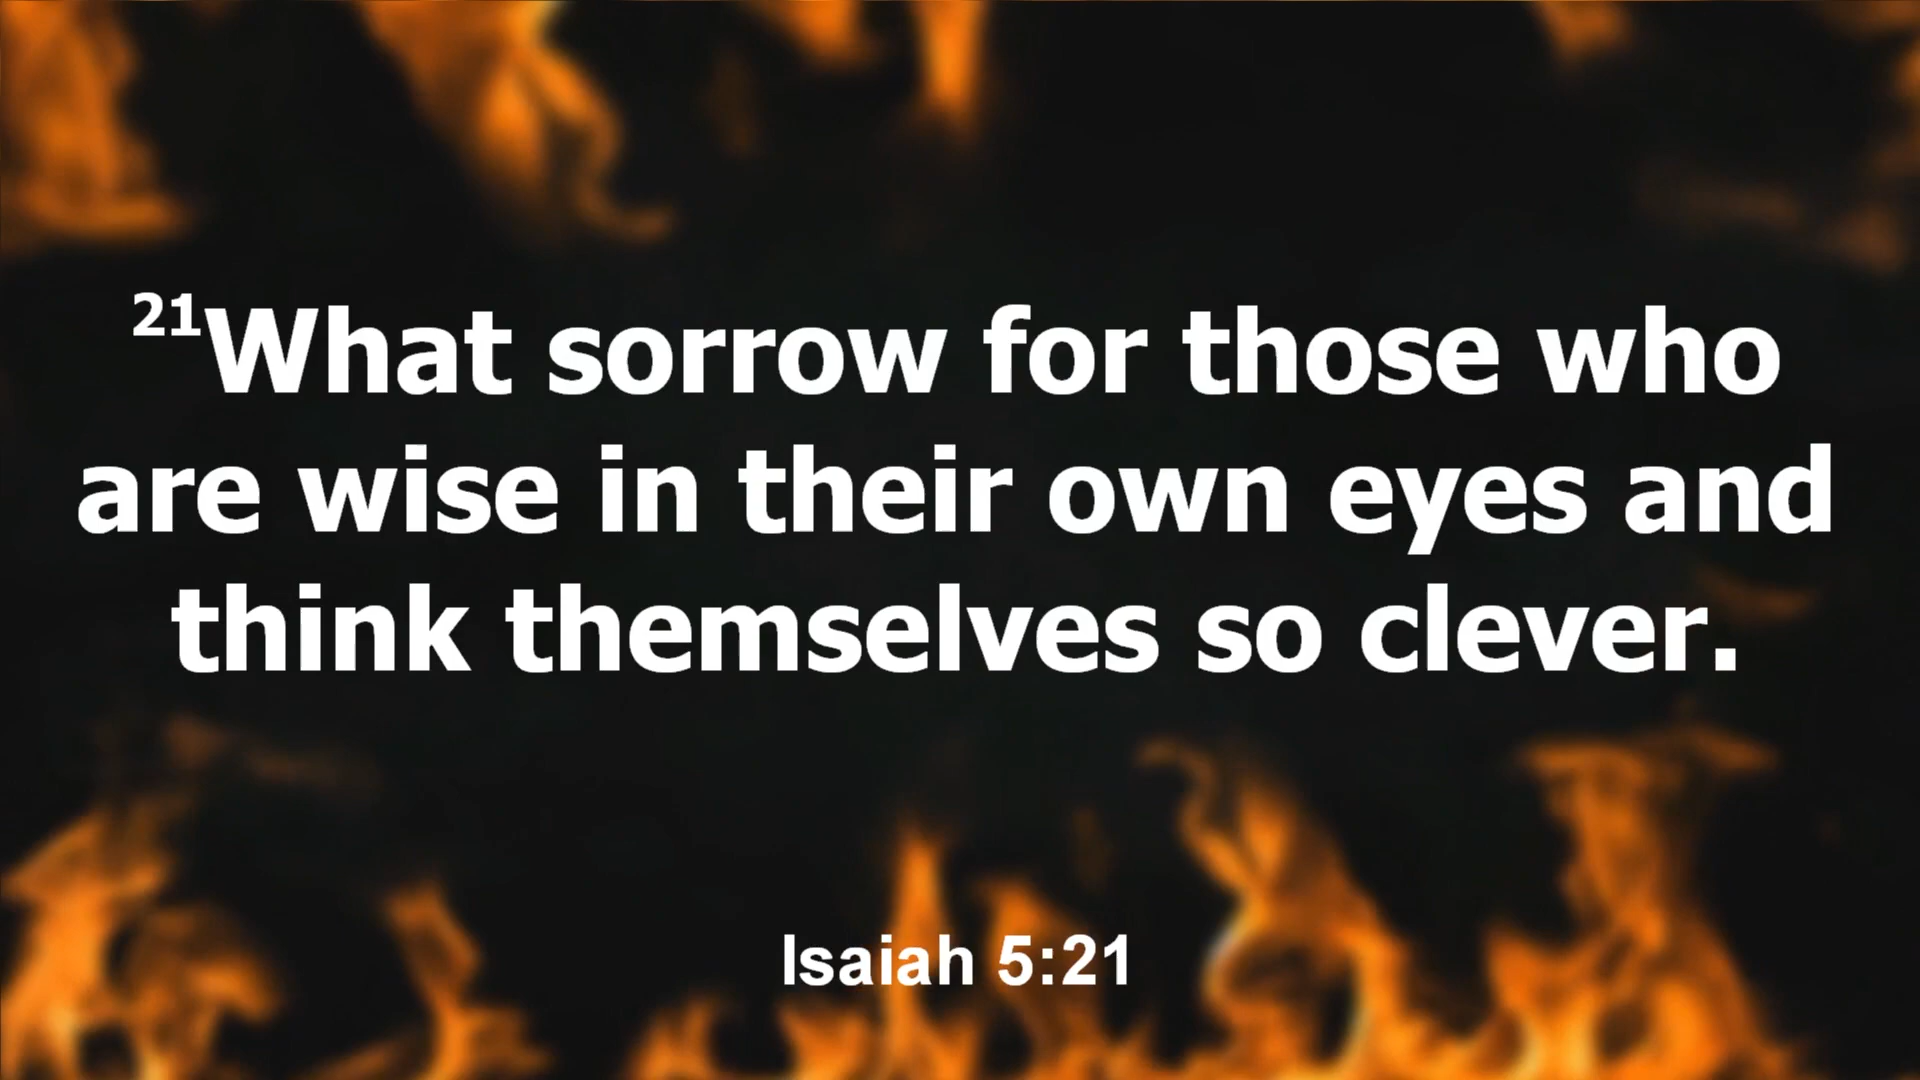 21What sorrow for those who
are wise in their own eyes and
think themselves so clever.
Isaiah 5:21